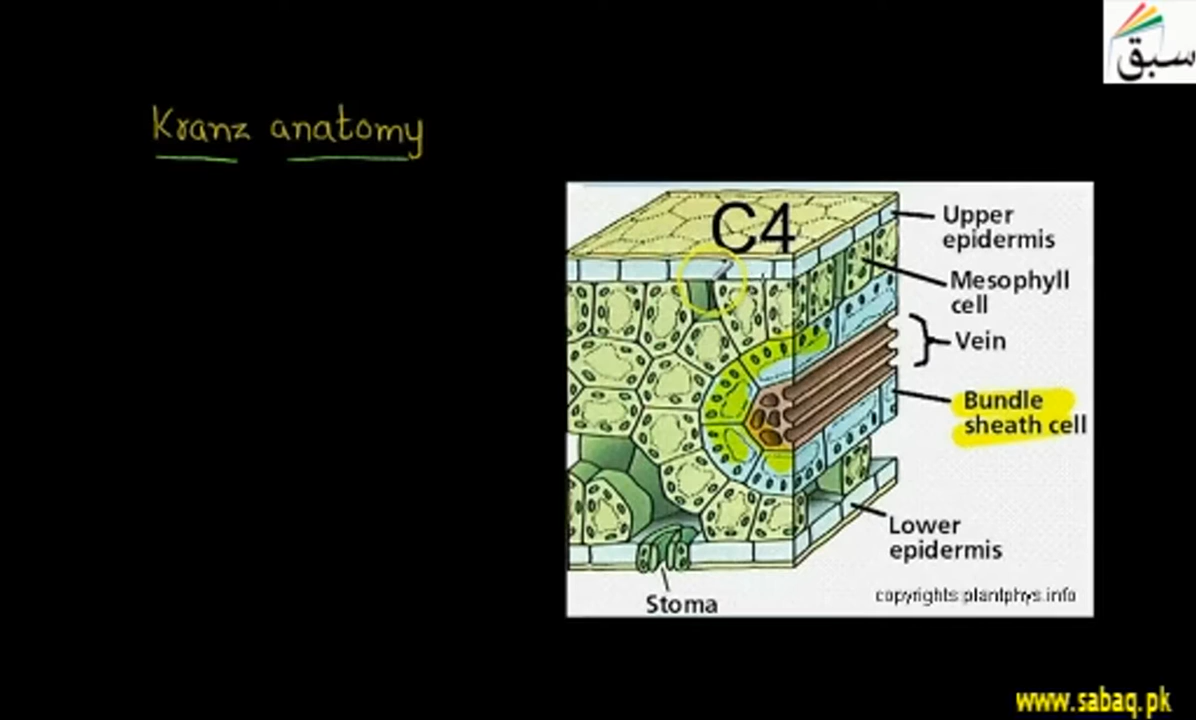 سبق
Kranz anatomy
C4
Upper
epidermis
Mesophyll
cell
Vein
Bundle
sheath cell
Lower
epidermis
copyrights plantphys.info
Stoma
www.sabaq.pk